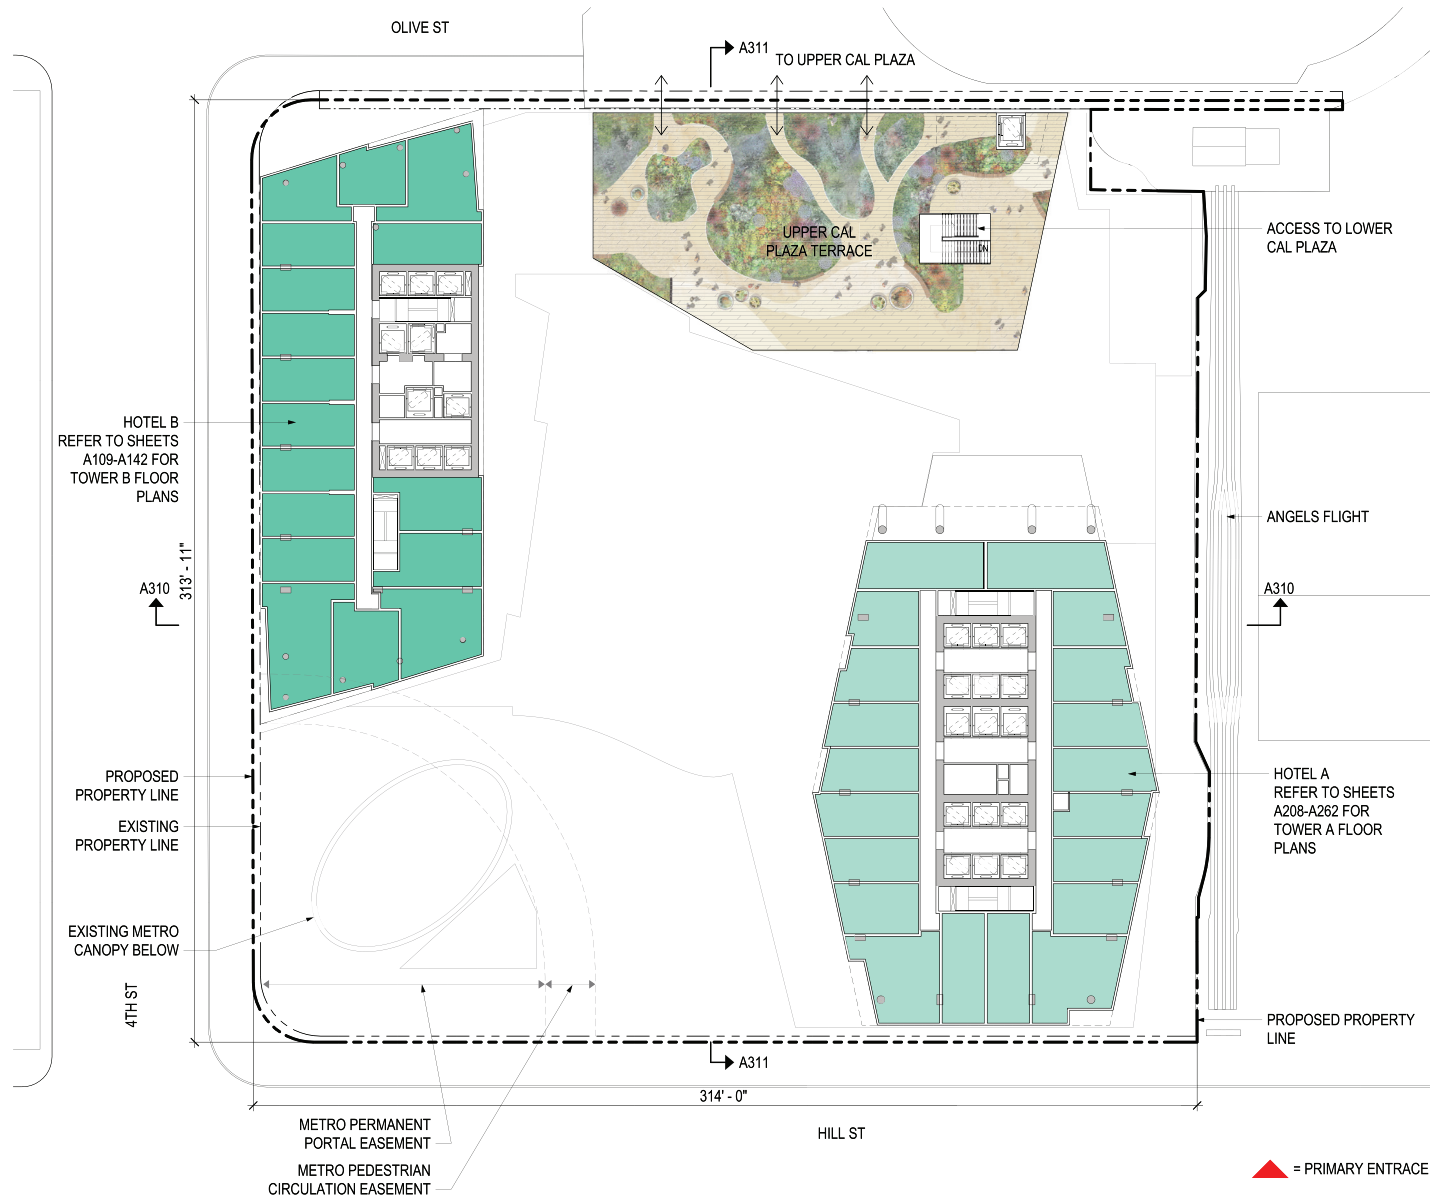 OLIVE ST
A311
TO UPPER CAL PLAZA
UPPER CAL
PLAZA TERRACE
DN
ACCESS TO LOWER
CAL PLAZA
HOTEL B
REFER TO SHEETS
A109-A142 FOR
TOWER B FLOOR
PLANS
313' - 11"
A310
ANGELS FLIGHT
A310
PROPOSED
PROPERTY LINE
EXISTING
PROPERTY LINE
HOTEL A
REFER TO SHEETS
A208-A262 FOR
TOWER A FLOOR
PLANS
EXISTING METRO
CANOPY BELOW
4TH ST
PROPOSED PROPERTY
LINE
A311
314' - 0"
METRO PERMANENT
PORTAL EASEMENT
HILL ST
METRO PEDESTRIAN
CIRCULATION EASEMENT
= PRIMARY ENTRACE